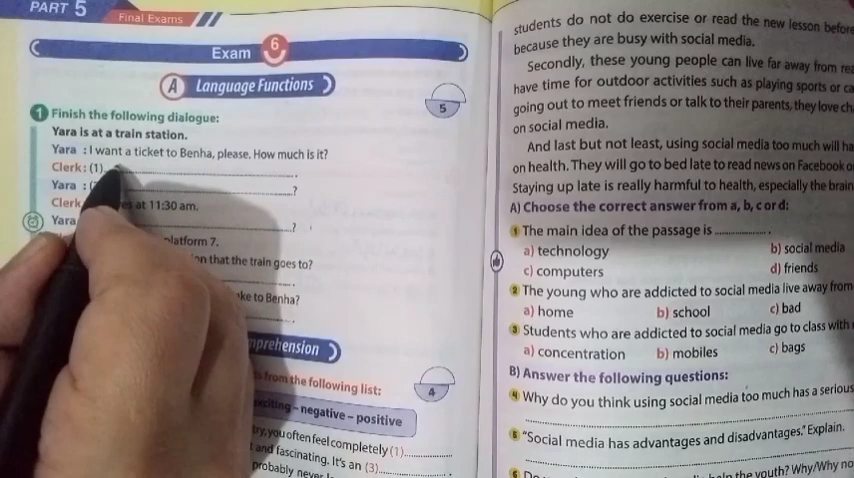 PART 5
Final Exams
Exam 6
A Language Functions
5
1 Finish the following dialogue:
Yara is at a train station.
Yara : I want a ticket to Benha, please. How much is it?
Clerk : (1) .
Yara : ?
Clerk at 11:30 am.
Yara ?
platform 7.
that the train goes to?
.
to Benha?
.
from the following list:
4
exciting – negative – positive
you often feel completely (1)
and fascinating. It's an (3) .
probably never
students do not do exercise or read the new lesson before
because they are busy with social media.
Secondly, these young people can live far away from
have time for outdoor activities such as playing sports or
going out to meet friends or talk to their parents, they love
on social media.
And last but not least, using social media too much will
on health. They will go to bed late to read news on Facebook
Staying up late is really harmful to health, especially the brain
A) Choose the correct answer from a, b, c or d:
1 The main idea of the passage is .
a) technology b) social media
c) computers d) friends
2 The young who are addicted to social media live away from
a) home b) school c) bad
3 Students who are addicted to social media go to class with
a) concentration b) mobiles c) bags
B) Answer the following questions:
4 Why do you think using social media too much has a serious
5 "Social media has advantages and disadvantages." Explain.
6 help the youth? Why/Why